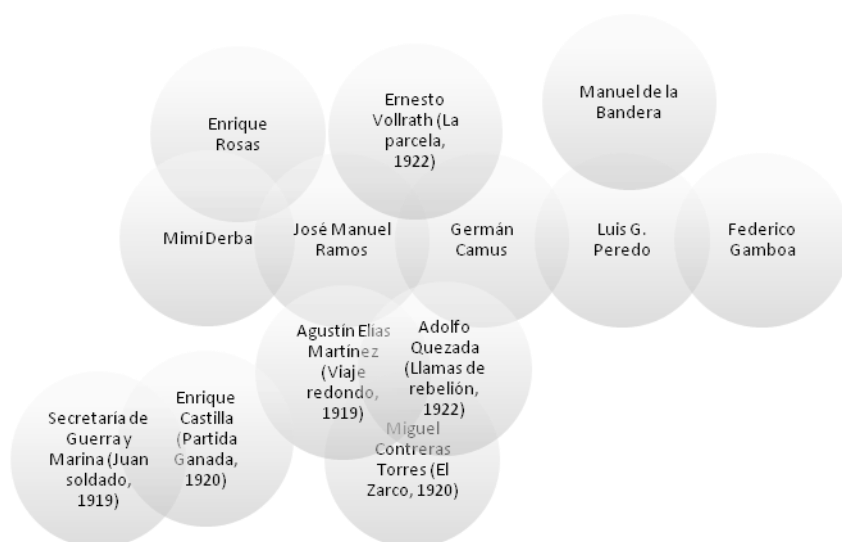 Enrique
Rosas
Ernesto
Vollrath (La
parcela,
1922)
Manuel de la
Bandera
Mimí Derba
José Manuel
Ramos
Germán
Camus
Luis G.
Peredo
Federico
Gamboa
Agustín Elías
Martínez
(Viaje
redondo,
1919)
Adolfo
Quezada
(Llamas de
rebelión,
1922)
Secretaría de
Guerra y
Marina (Juan
soldado,
1919)
Enrique
Castilla
(Partida
Ganada,
1920)
Miguel
Contreras
Torres (El
Zarco, 1920)